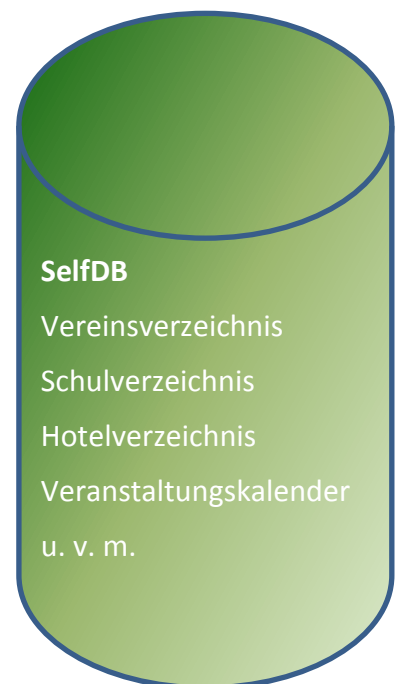 SelfDB
Vereinsverzeichnis
Schulverzeichnis
Hotelverzeichnis
Veranstaltungskalender
u. v. m.